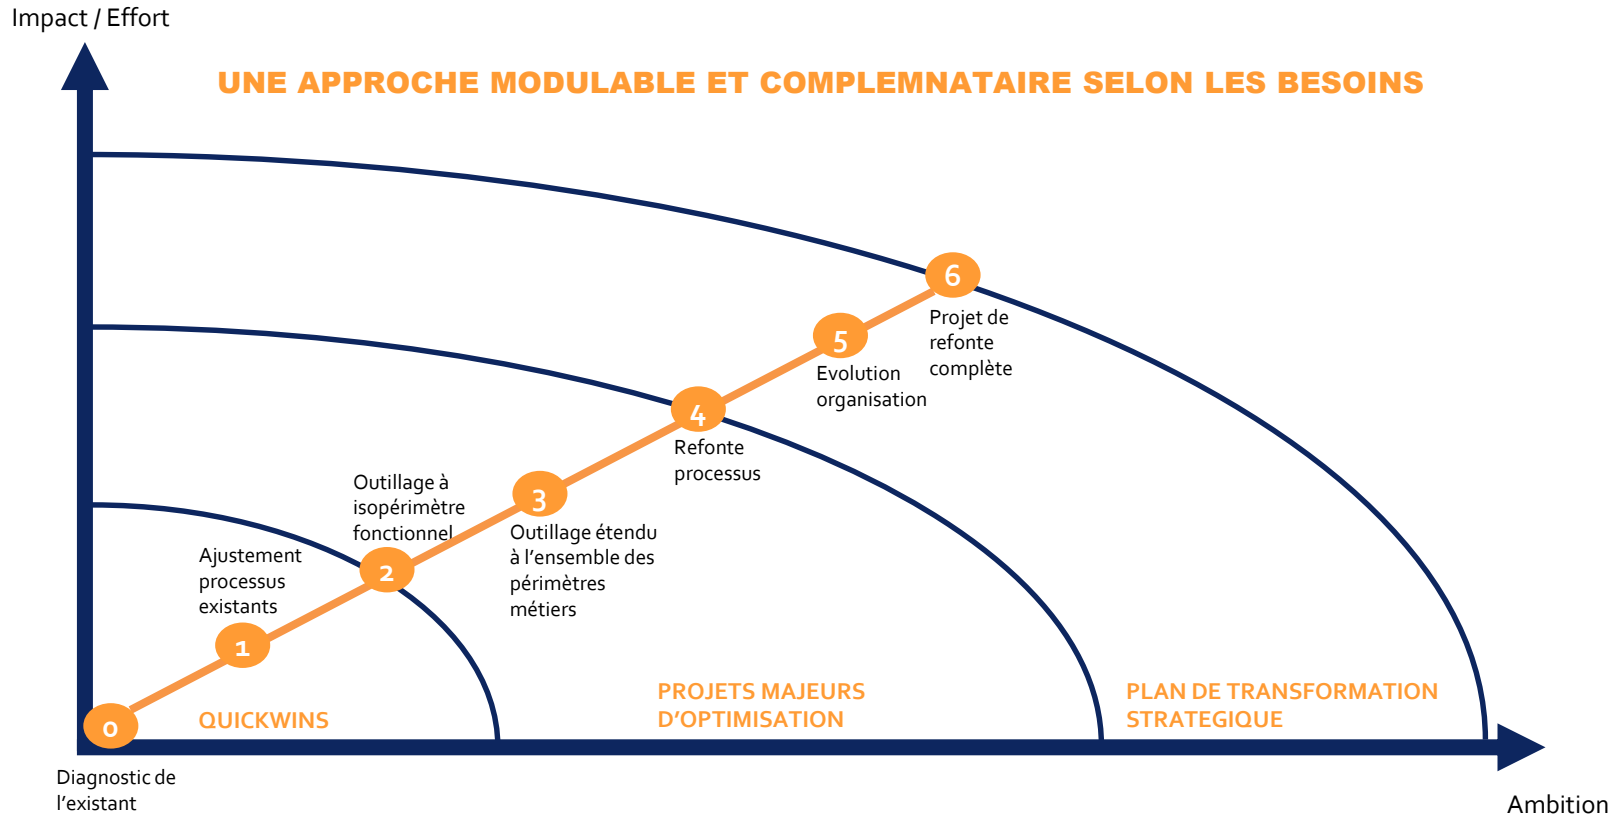 Impact / Effort
UNE APPROCHE MODULABLE ET COMPLEMNATAIRE SELON LES BESOINS
6
Projet de
refonte
complète
5
Evolution
organisation
4
Refonte
processus
Outillage à
isopérimètre
fonctionnel
3
Outillage étendu
à l'ensemble des
périmètres
métiers
2
Ajustement
processus
existants
1
0
QUICKWINS
PROJETS MAJEURS
D'OPTIMISATION
PLAN DE TRANSFORMATION
STRATEGIQUE
Diagnostic de
l'existant
Ambition